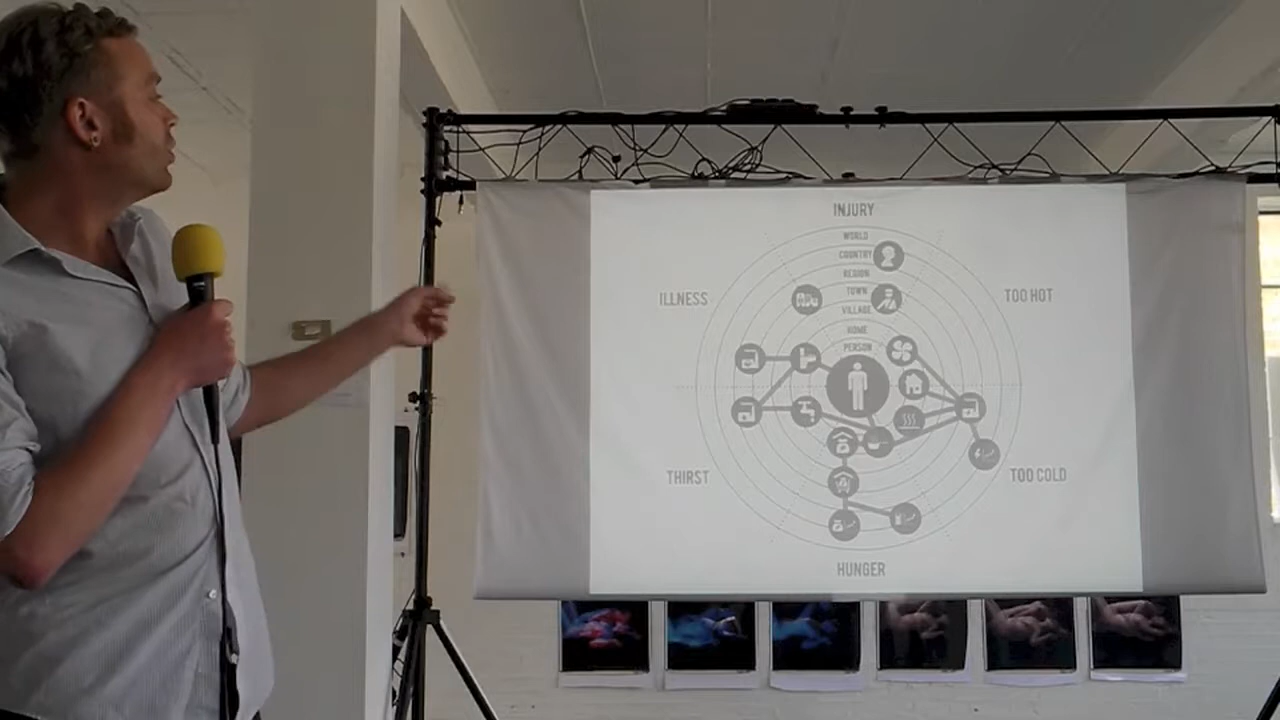 INJURY
WORLD
COUNTRY
REGION
ILLNESS
TOWN
TOO HOT
VILLAGE
HOME
PERSON
THIRST
TOO COLD
HUNGER